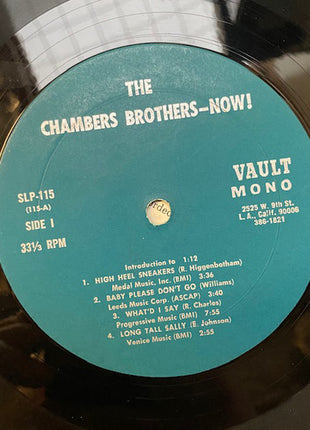 THE
CHAMBERS BROTHERS—NOW!
SLP-115
(115-A)
SIDE 1
33⅓ RPM
VAULT
MONO
2525 W. 9th St.
L. A., Calif. 90006
386-1821
Introduction to 1:12
1. HIGH HEEL SNEAKERS (R. Higgenbotham)
Medal Music, Inc. (BMI) 3:36
2. BABY PLEASE DON'T GO (Williams)
Leeds Music Corp. (ASCAP) 3:40
3. WHAT'D I SAY (R. Charles)
Progressive Music (BMI) 4:37
4. LONG TALL SALLY (E. Johnson)
Venice Music (BMI) 2:55